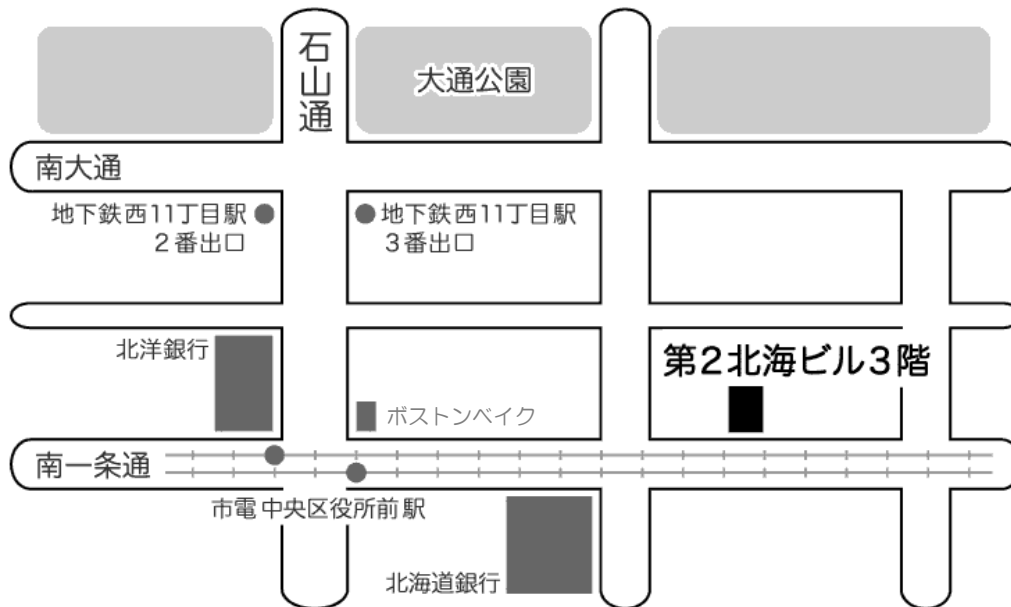 石山通
大通公園
南大通
地下鉄西11丁目駅
2番出口
地下鉄西11丁目駅
3番出口
北洋銀行
第2北海ビル3階
ボストンベイク
南一条通
市電 中央区役所前駅
北海道銀行